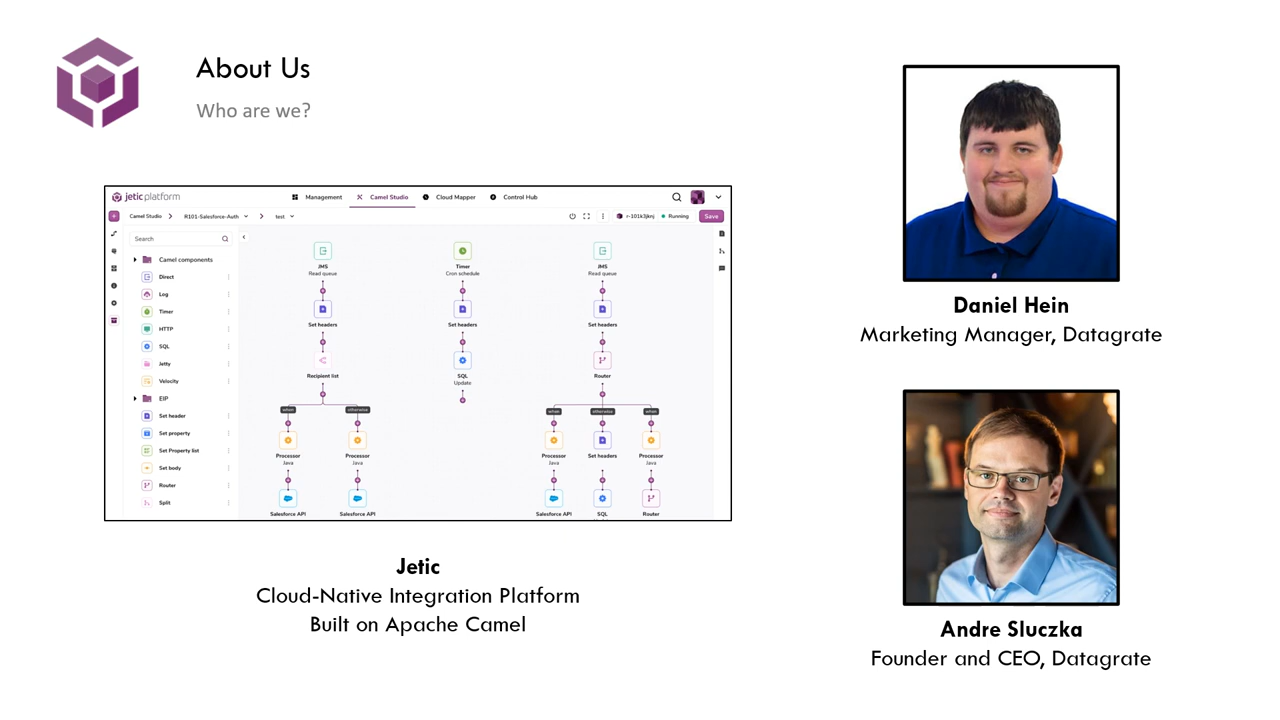 About Us
Who are we?
jetic platform
Management
Camel Studio
Cloud Mapper
Control Hub
Camel Studio
R101-Salesforce-Auth
test
r-101k3jknj
Running
Save
Search
Camel components
Direct
Log
Timer
HTTP
SQL
Jetty
Velocity
EIP
Set header
Set property
Set Property list
Set body
Router
Split
JMS
Read queue
Set headers
Recipient list
when
otherwise
Processor
Java
Processor
Java
Salesforce API
Salesforce API
Timer
Cron schedule
Set headers
SQL
Update
JMS
Read queue
Set headers
Router
when
otherwise
when
Processor
Java
Set headers
Processor
Java
Salesforce API
SQL
Router
Jetic
Cloud-Native Integration Platform
Built on Apache Camel
Daniel Hein
Marketing Manager, Datagrate
Andre Sluczka
Founder and CEO, Datagrate